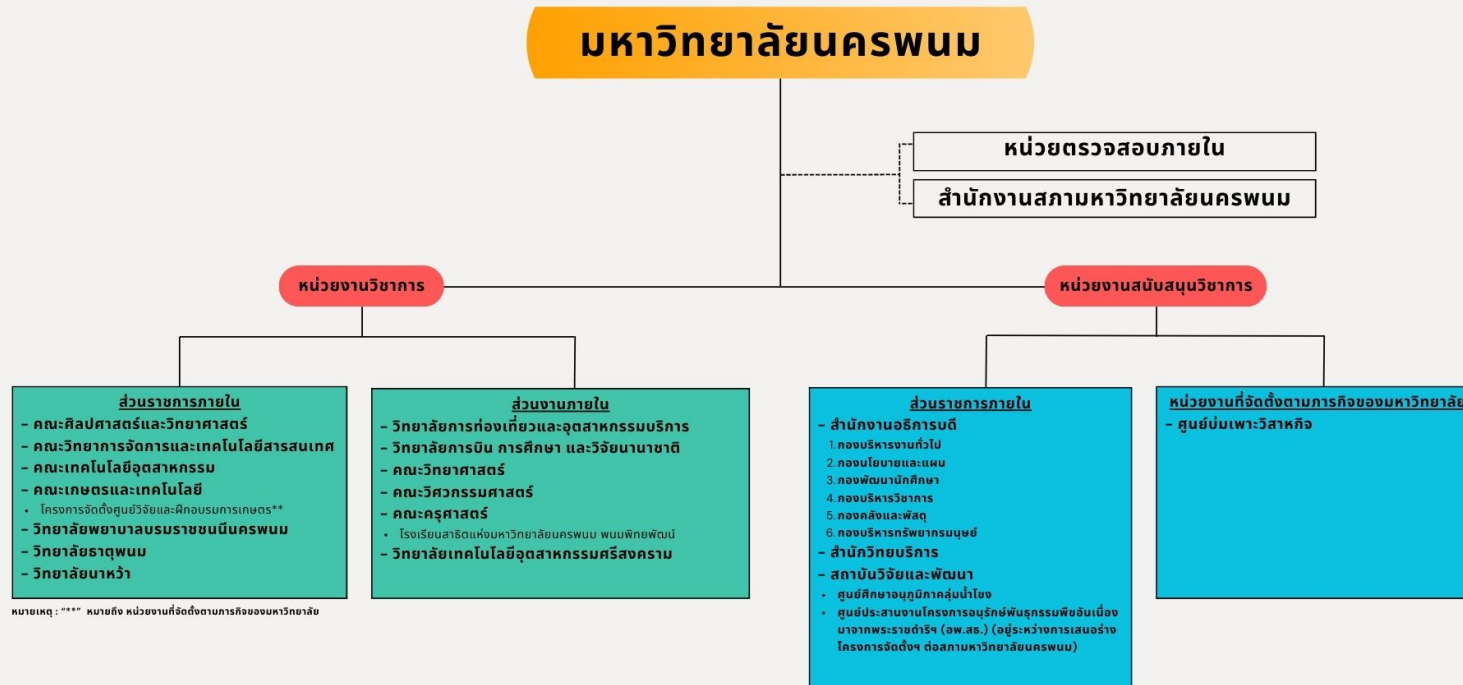 มหาวิทยาลัยนครพนม
หน่วยตรวจสอบภายใน
สำนักงานสภามหาวิทยาลัยนครพนม
หน่วยงานวิชาการ
หน่วยงานสนับสนุนวิชาการ
ส่วนราชการภายใน
- คณะศิลปศาสตร์และวิทยาศาสตร์
- คณะวิทยาการจัดการและเทคโนโลยีสารสนเทศ
- คณะเทคโนโลยีอุตสาหกรรม
- คณะเกษตรและเทคโนโลยี
• โครงการจัดตั้งศูนย์วิจัยและฝึกอบรมการเกษตร**
- วิทยาลัยพยาบาลบรมราชชนนีนครพนม
- วิทยาลัยธาตุพนม
- วิทยาลัยนาหว้า
หมายเหตุ : "**" หมายถึง หน่วยงานที่จัดตั้งตามภารกิจของมหาวิทยาลัย
ส่วนงานภายใน
- วิทยาลัยการท่องเที่ยวและอุตสาหกรรมบริการ
- วิทยาลัยการบิน การศึกษา และวิจัยนานาชาติ
- คณะวิทยาศาสตร์
- คณะวิศวกรรมศาสตร์
- คณะครุศาสตร์
• โรงเรียนสาธิตแห่งมหาวิทยาลัยนครพนม พนมพิทยพัฒน์
- วิทยาลัยเทคโนโลยีอุตสาหกรรมศรีสงคราม
ส่วนราชการภายใน
- สำนักงานอธิการบดี
1. กองบริหารงานทั่วไป
2. กองนโยบายและแผน
3. กองพัฒนานักศึกษา
4. กองบริหารวิชาการ
5. กองคลังและพัสดุ
6. กองบริหารทรัพยากรมนุษย์
- สำนักวิทยบริการ
- สถาบันวิจัยและพัฒนา
• ศูนย์ศึกษาอนุภูมิภาคลุ่มน้ำโขง
• ศูนย์ประสานงานโครงการอนุรักษ์พันธุกรรมพืชอันเนื่อง
มาจากพระราชดำริฯ (อพ.สธ.) (อยู่ระหว่างการเสนอร่าง
โครงการจัดตั้งฯ ต่อสภามหาวิทยาลัยนครพนม)
หน่วยงานที่จัดตั้งตามภารกิจของมหาวิทยาลัย
- ศูนย์บ่มเพาะวิสาหกิจ